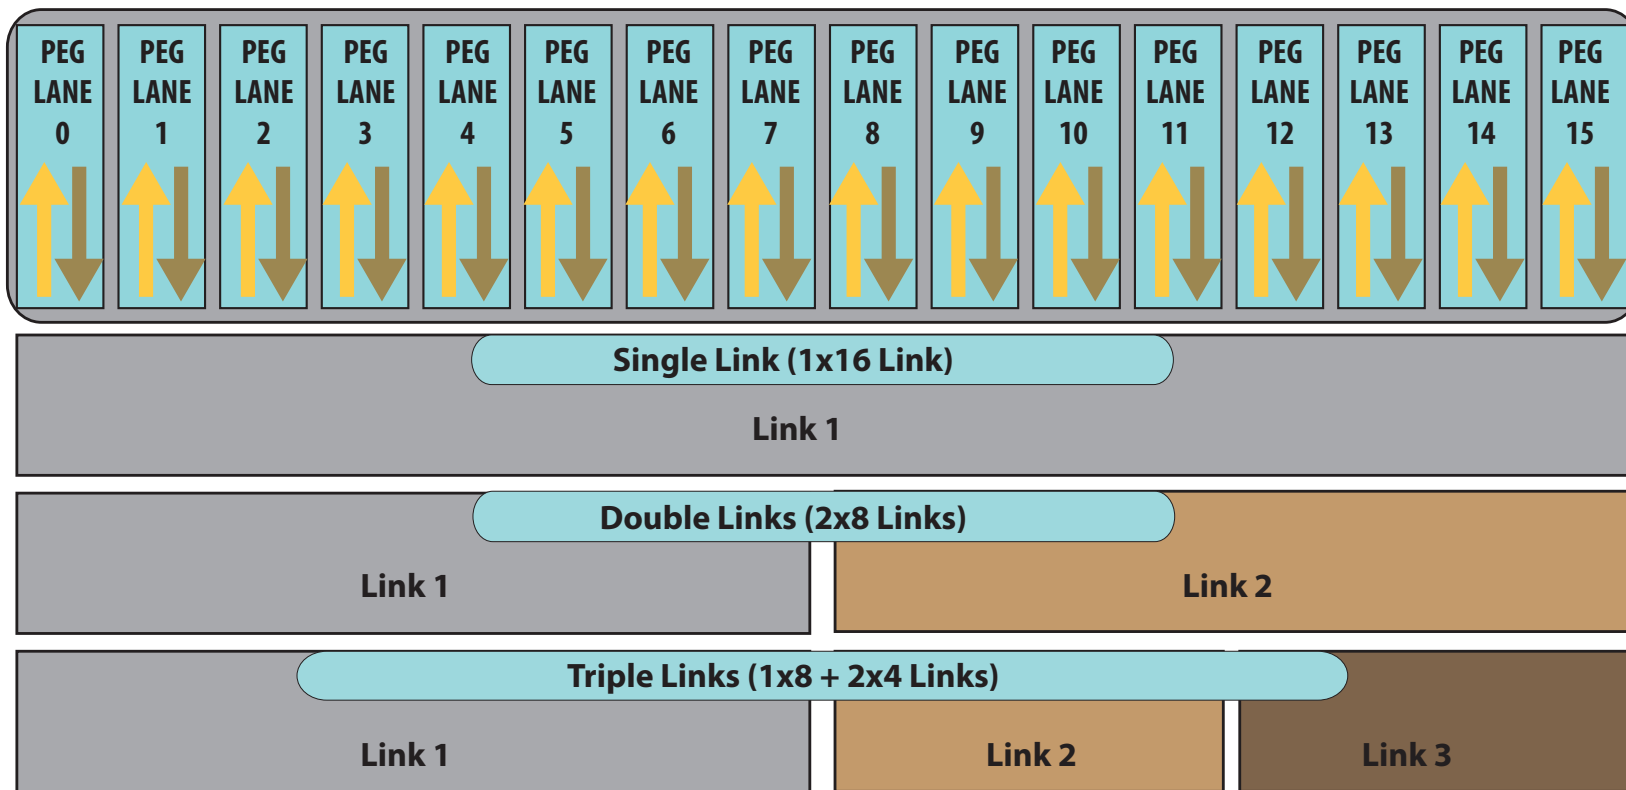 PEG LANE 0
PEG LANE 1
PEG LANE 2
PEG LANE 3
PEG LANE 4
PEG LANE 5
PEG LANE 6
PEG LANE 7
PEG LANE 8
PEG LANE 9
PEG LANE 10
PEG LANE 11
PEG LANE 12
PEG LANE 13
PEG LANE 14
PEG LANE 15
Single Link (1x16 Link)
Link 1
Double Links (2x8 Links)
Link 1
Link 2
Triple Links (1x8 + 2x4 Links)
Link 1
Link 2
Link 3